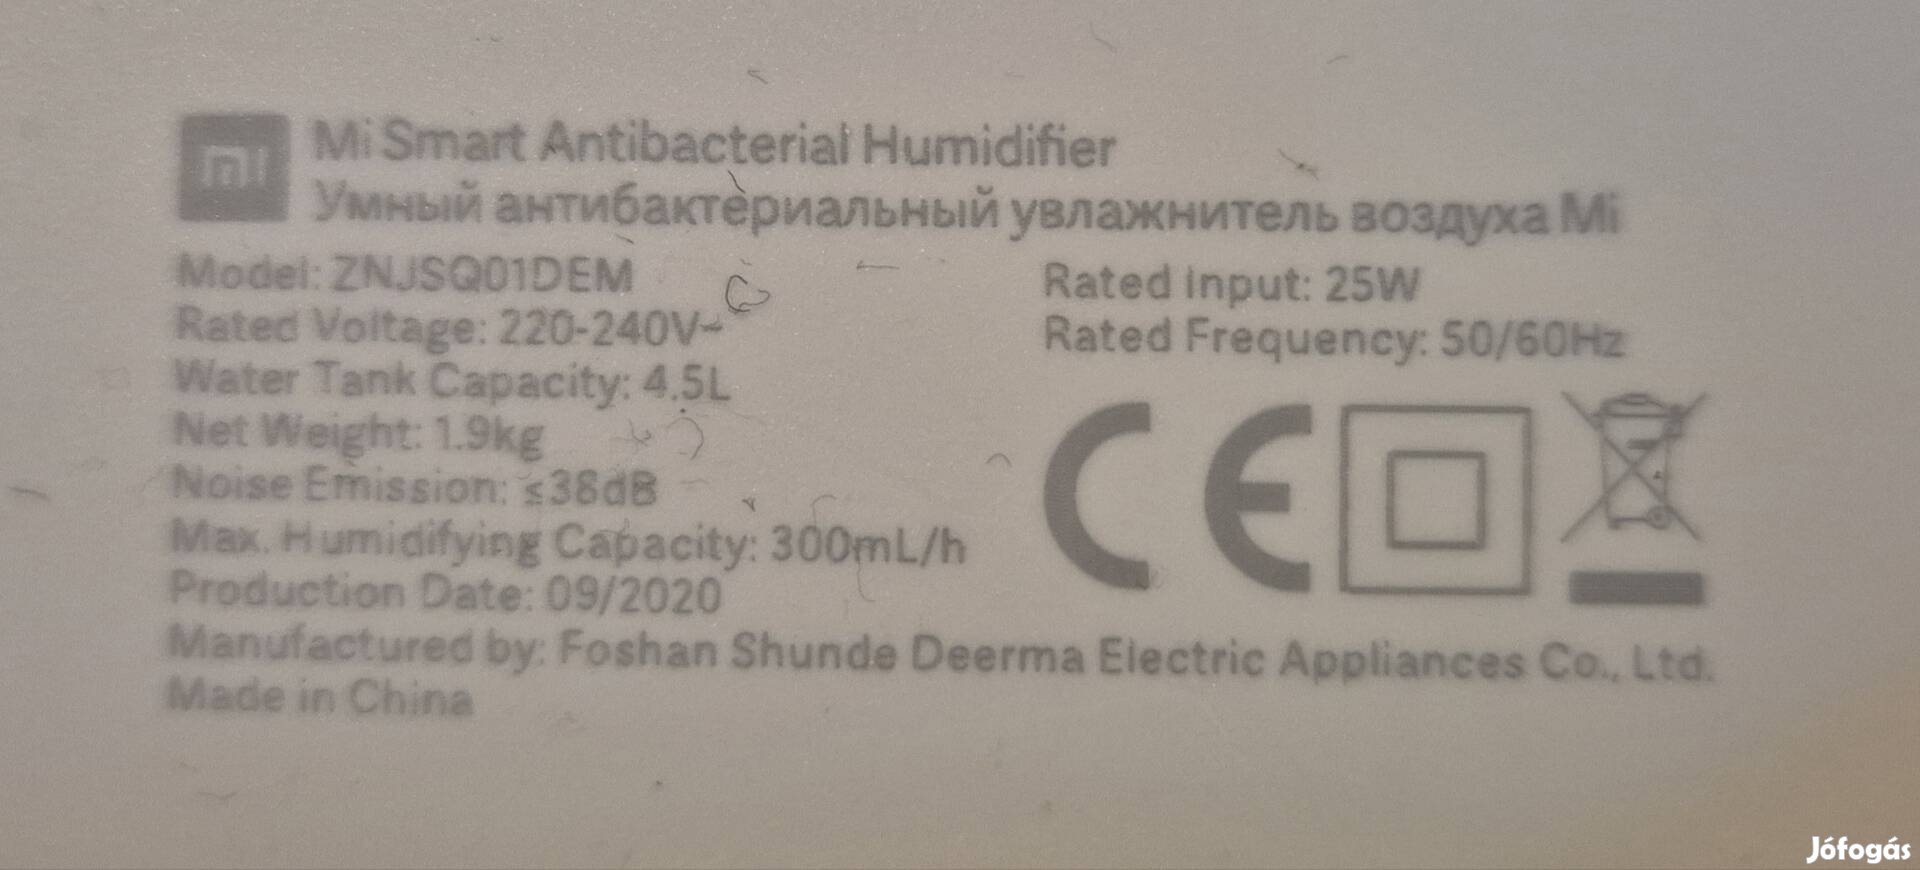 mi
Mi Smart Antibacterial Humidifier
Умный антибактериальный увлажнитель воздуха Mi
Model: ZNJSQ01DEM
Rated Input: 25W
Rated Voltage: 220-240V~
Rated Frequency: 50/60Hz
Water Tank Capacity: 4.5L
Net Weight: 1.9kg
Noise Emission: ≤38dB
Max. Humidifying Capacity: 300mL/h
Production Date: 09/2020
CE
Manufactured by: Foshan Shunde Deerma Electric Appliances Co., Ltd.
Made in China
Jófogás